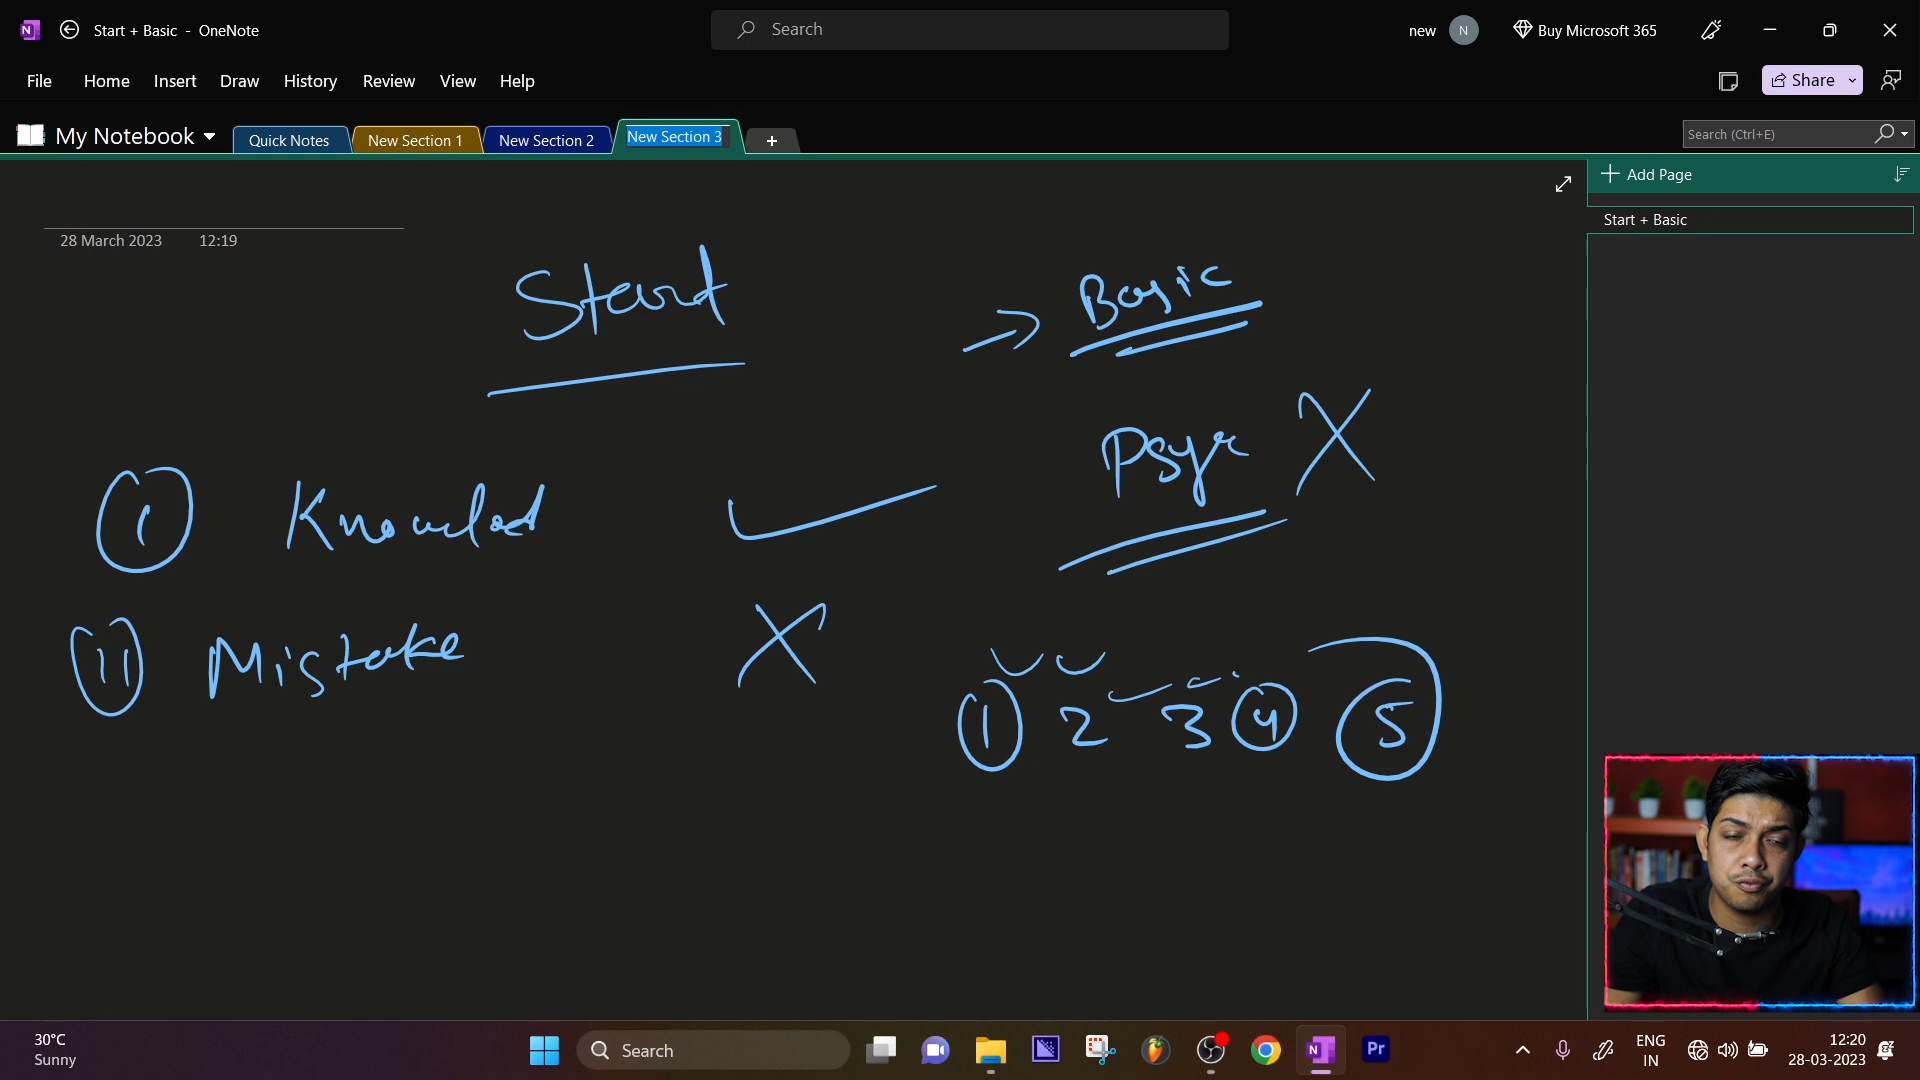 Start + Basic - OneNote
Search
new
N
Buy Microsoft 365
File Home Insert Draw History Review View Help
Share
My Notebook
Quick Notes
New Section 1
New Section 2
New Section 3
+
Search (Ctrl+E)
Add Page
Start + Basic
28 March 2023 12:19
Start
→ Basic
Psyc X
① Knowled ✓
⑪ Mistake X
① 2 3 ④ ⑤
30°C
Sunny
Search
Pr
ENG
IN
12:20
28-03-2023